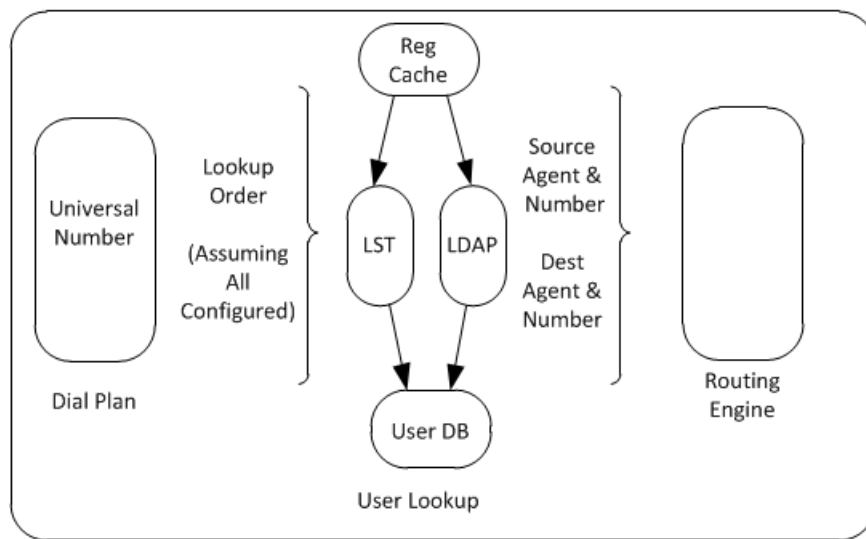 Reg
Cache
Universal
Number
Lookup
Order
(Assuming
All
Configured)
LST
LDAP
Source
Agent &
Number
Dest
Agent &
Number
Dial Plan
User DB
User Lookup
Routing
Engine